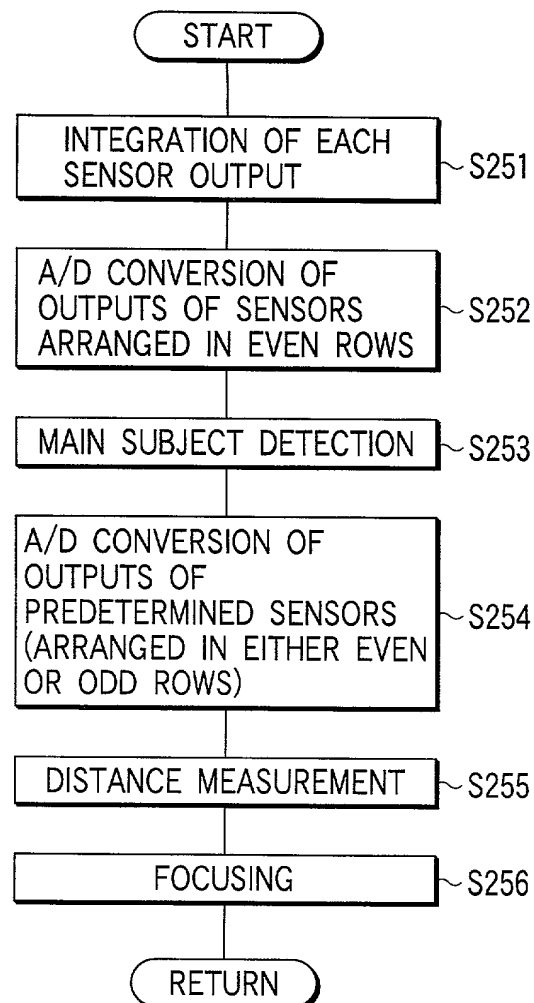 START
INTEGRATION OF EACH
SENSOR OUTPUT
S251
A/D CONVERSION OF
OUTPUTS OF SENSORS
ARRANGED IN EVEN ROWS
S252
MAIN SUBJECT DETECTION
S253
A/D CONVERSION OF
OUTPUTS OF
PREDETERMINED SENSORS
(ARRANGED IN EITHER EVEN
OR ODD ROWS)
S254
DISTANCE MEASUREMENT
S255
FOCUSING
S256
RETURN